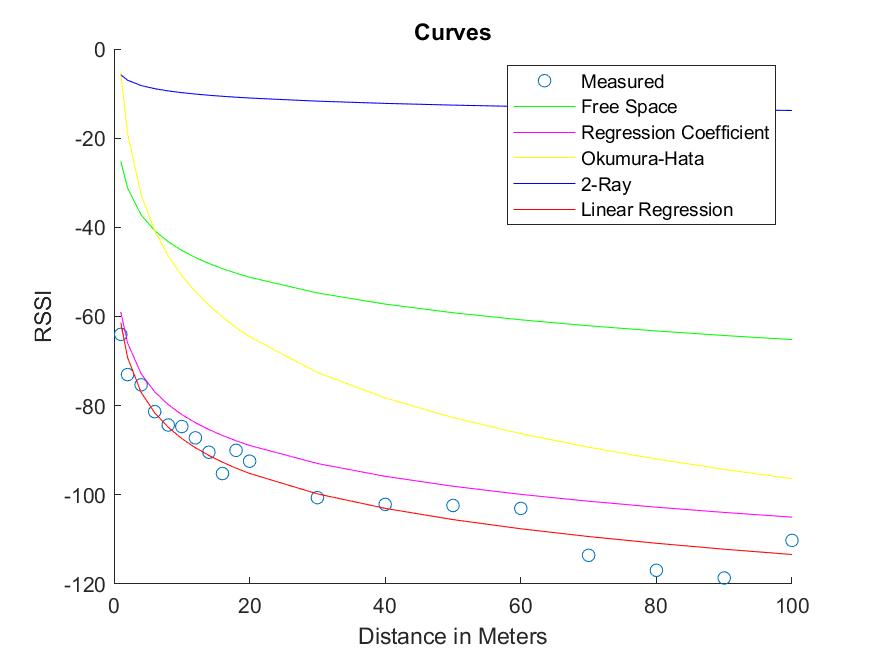 Curves
0
-20
-40
-60
-80
-100
-120
RSSI
Measured
Free Space
Regression Coefficient
Okumura-Hata
2-Ray
Linear Regression
0 20 40 60 80 100
Distance in Meters